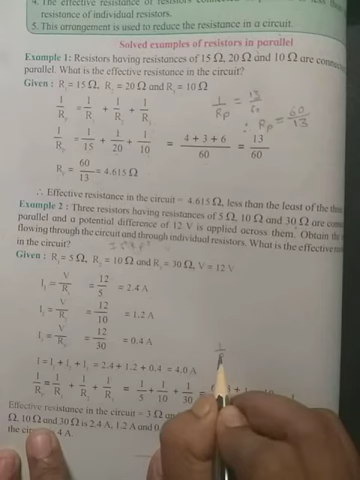 4. The effective resistance of resistors
resistance of individual resistors.
5. This arrangement is used to reduce the resistance in a circuit.
Solved examples of resistors in parallel
Example 1: Resistors having resistances of 15 Ω, 20 Ω and 10 Ω are
parallel. What is the effective resistance in the circuit?
Given : R₁= 15 Ω, R₂ = 20 Ω and R₃ = 10 Ω
1/Rₚ = 1/R₁ + 1/R₂ + 1/R₃
1/Rₚ = 13/60
∴ Rₚ = 60/13
1/Rₚ = 1/15 + 1/20 + 1/10 = 4+3+6/60 = 13/60
Rₚ = 60/13 = 4.615 Ω
∴ Effective resistance in the circuit = 4.615 Ω, less than the least of the
Example 2 : Three resistors having resistances of 5 Ω, 10 Ω and 30 Ω are
parallel and a potential difference of 12 V is applied across them. Obtain the
flowing through the circuit and through individual resistors. What is the effective
in the circuit?
Given : R₁= 5 Ω, R₂ = 10 Ω and R₃ = 30 Ω, V = 12 V
I₁ = V/R₁ = 12/5 = 2.4 A
I₂ = V/R₂ = 12/10 = 1.2 A
I₃ = V/R₃ = 12/30 = 0.4 A
I = I₁ + I₂ + I₃ = 2.4 + 1.2 + 0.4 = 4.0 A
1/Rₚ = 1/R₁ + 1/R₂ + 1/R₃ = 1/5 + 1/10 + 1/30 =
Effective resistance in the circuit = 3 Ω
Ω, 10 Ω and 30 Ω is 2.4 A, 1.2 A and
the 4 A.